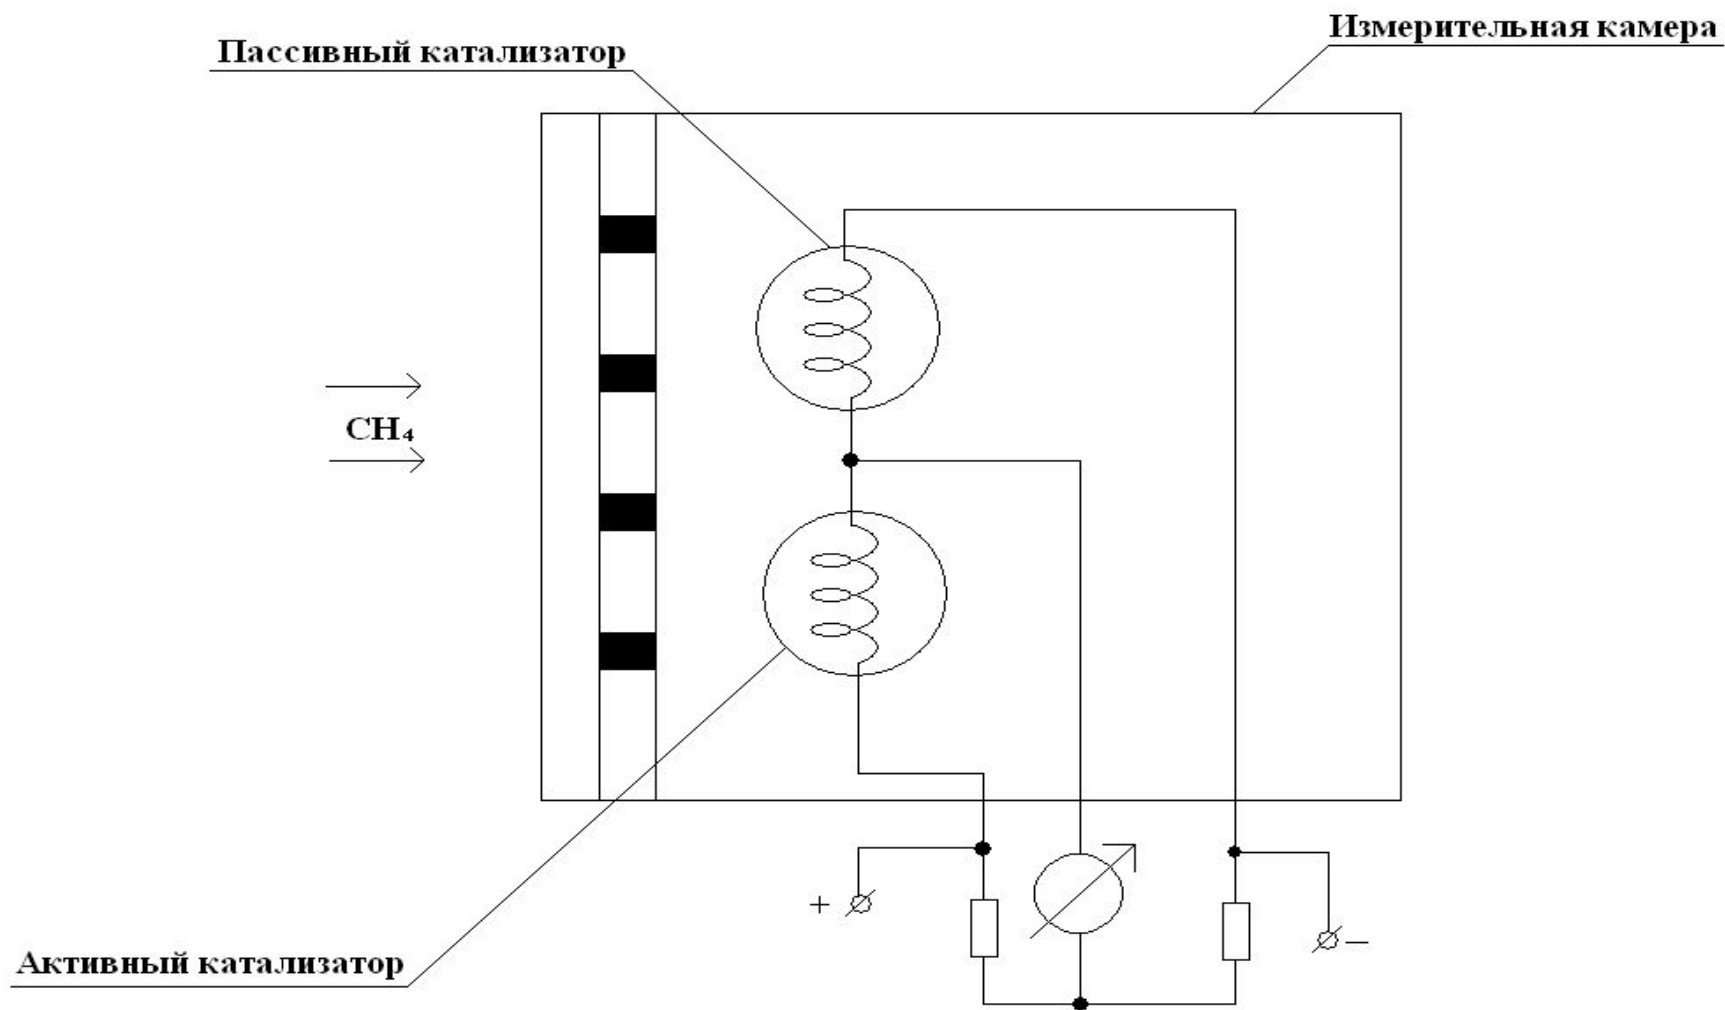 Измерительная камера
Пассивный катализатор
CH₄
+
−
Активный катализатор